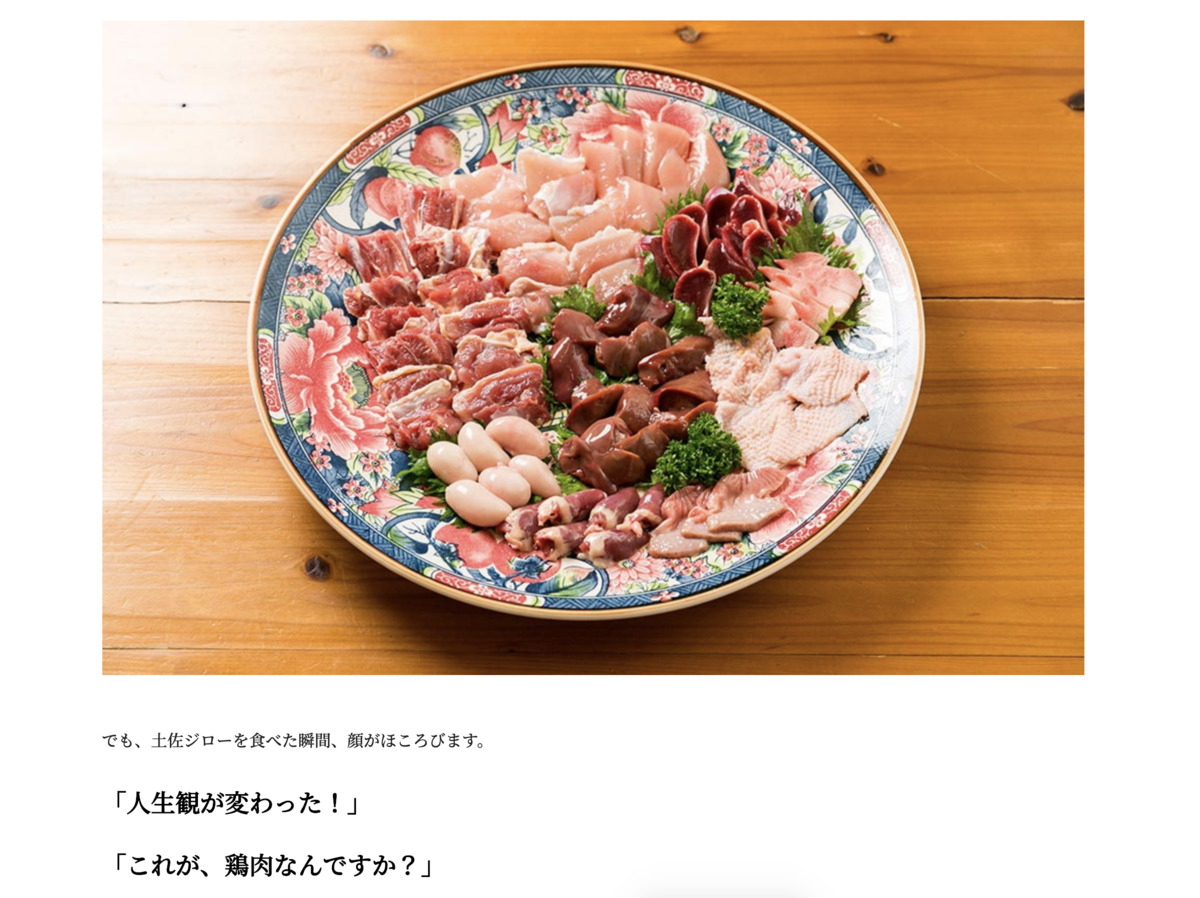 でも、土佐ジローを食べた瞬間、顔がほころびます。
「人生観が変わった！」
「これが、鶏肉なんですか？」